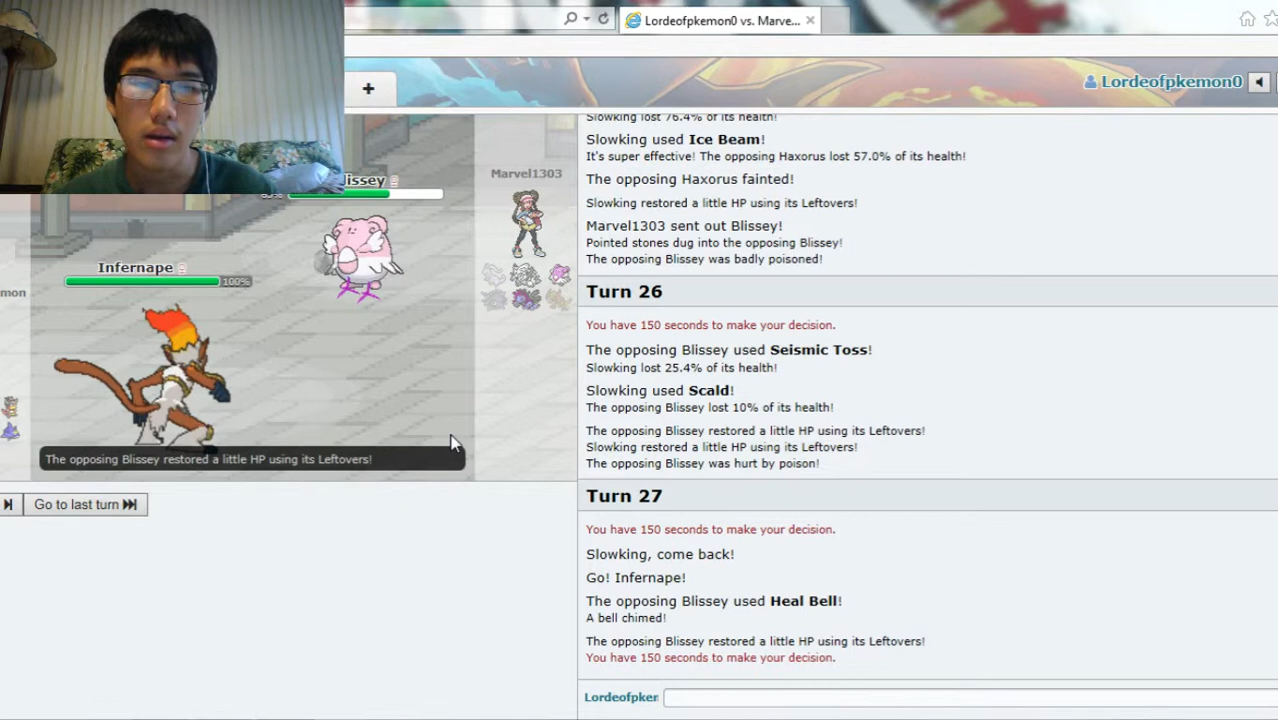 Lordeofpkemon0 vs. Marve...
+
Lordeofpkemon0
Slowking lost 76.4% of its health!
Slowking used Ice Beam!
It's super effective! The opposing Haxorus lost 57.0% of its health!
The opposing Haxorus fainted!
Slowking restored a little HP using its Leftovers!
Marvel1303 sent out Blissey!
Pointed stones dug into the opposing Blissey!
The opposing Blissey was badly poisoned!
Turn 26
You have 150 seconds to make your decision.
The opposing Blissey used Seismic Toss!
Slowking lost 25.4% of its health!
Slowking used Scald!
The opposing Blissey lost 10% of its health!
The opposing Blissey restored a little HP using its Leftovers!
Slowking restored a little HP using its Leftovers!
The opposing Blissey was hurt by poison!
Turn 27
You have 150 seconds to make your decision.
Slowking, come back!
Go! Infernape!
The opposing Blissey used Heal Bell!
A bell chimed!
The opposing Blissey restored a little HP using its Leftovers!
You have 150 seconds to make your decision.
Lordeofpker
Marvel1303
lissey
Infernape
100%
mon
The opposing Blissey restored a little HP using its Leftovers!
Go to last turn